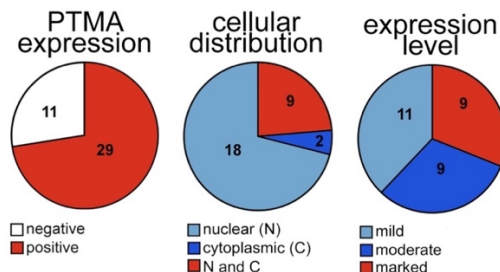 PTMA
expression
11
29
negative
positive
cellular
distribution
9
2
18
nuclear (N)
cytoplasmic (C)
N and C
expression
level
11
9
9
mild
moderate
marked